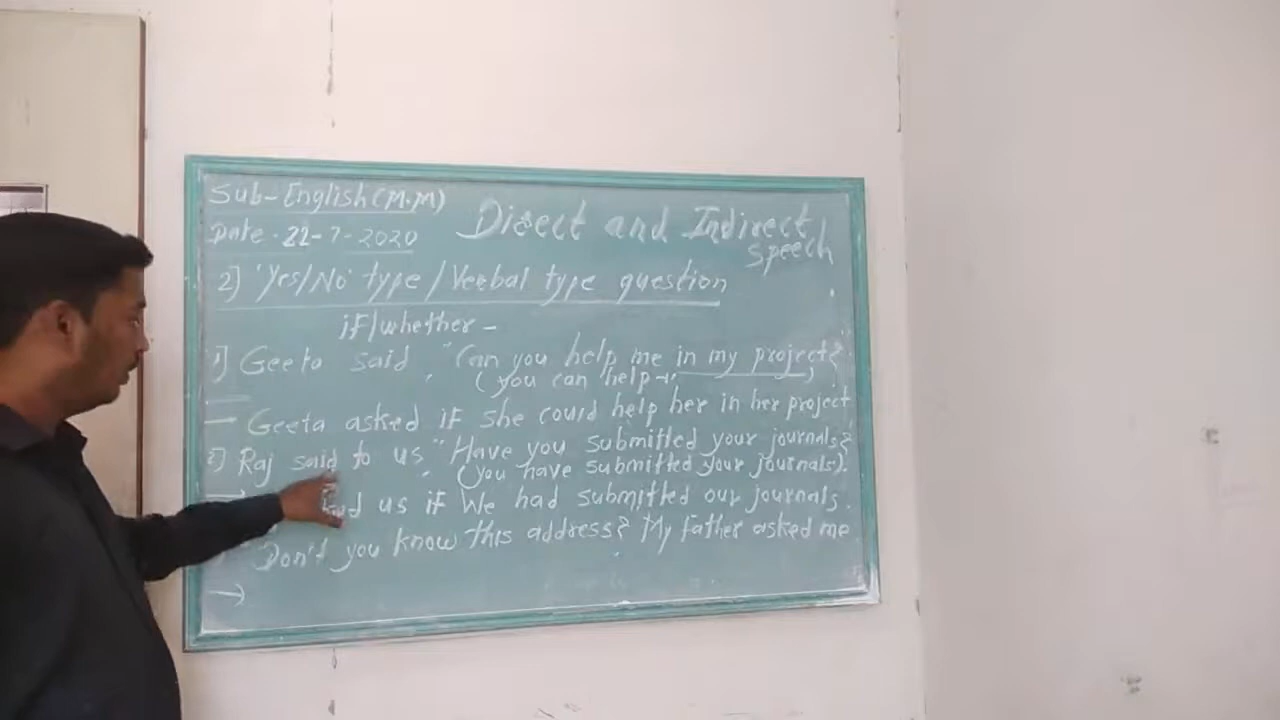 Sub-English(M.M)
Date. 22-7-2020
Direct and Indirect
speech
2] 'Yes/No' type/Verbal type question
if/whether -
1] Geeta said, "Can you help me in my project?
(you can help →)
— Geeta asked if she could help her in her project
2] Raj said to us, "Have you submitted your journals?
(you have submitted your journals).
→ us if We had submitted our journals.
"Don't you know this address? My father asked me
→